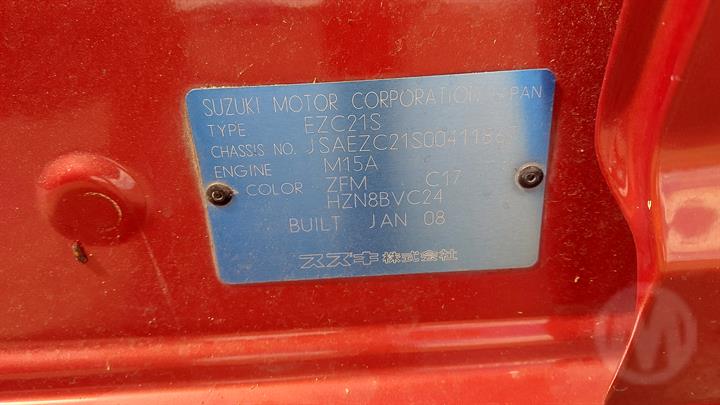 SUZUKI MOTOR CORPORATION JAPAN
TYPE EZC21S
CHASSIS NO. JSAEZC21S00411867
ENGINE M15A
COLOR ZFM C17
HZN8BVC24
BUILT JAN 08
スズキ株式会社
M